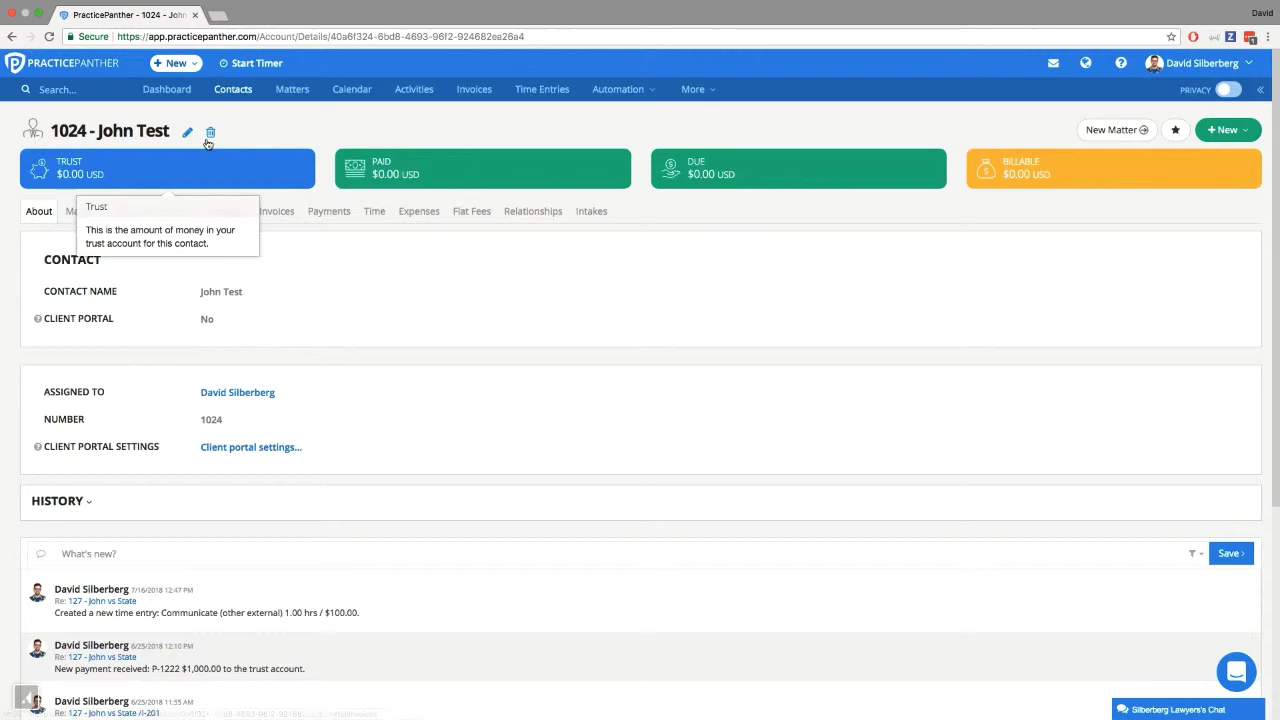 PracticePanther - 1024 - John
David
Secure
https://app.practicepanther.com/Account/Details/40a6f324-6bd8-4693-96f2-924682ea26a4
PRACTICEPANTHER
+ New
Start Timer
David Silberberg
Search...
Dashboard
Contacts
Matters
Calendar
Activities
Invoices
Time Entries
Automation
More
PRIVACY
1024 - John Test
New Matter
+ New
TRUST
$0.00 USD
PAID
$0.00 USD
DUE
$0.00 USD
BILLABLE
$0.00 USD
About
Ma
Invoices
Payments
Time
Expenses
Flat Fees
Relationships
Intakes
Trust
This is the amount of money in your
trust account for this contact.
CONTACT
CONTACT NAME
John Test
CLIENT PORTAL
No
ASSIGNED TO
David Silberberg
NUMBER
1024
CLIENT PORTAL SETTINGS
Client portal settings...
HISTORY
What's new?
Save
David Silberberg 7/16/2018 12:47 PM
Re: 127 - John vs State
Created a new time entry: Communicate (other external) 1.00 hrs / $100.00.
David Silberberg 6/25/2018 12:10 PM
Re: 127 - John vs State
New payment received: P-1222 $1,000.00 to the trust account.
David Silberberg 6/25/2018 11:55 AM
Re: 127 - John vs State /I-201
Silberberg Lawyers's Chat